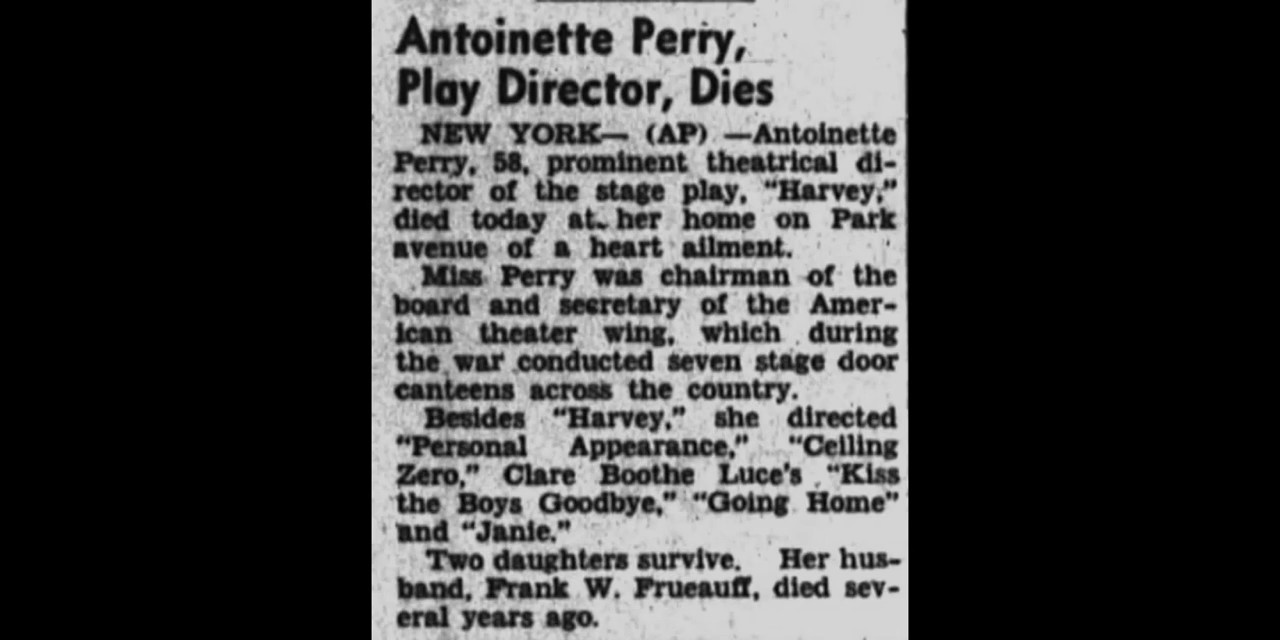 Antoinette Perry,
Play Director, Dies
NEW YORK— (AP) —Antoinette
Perry, 58, prominent theatrical di-
rector of the stage play, "Harvey,"
died today at her home on Park
avenue of a heart ailment.
Miss Perry was chairman of the
board and secretary of the Amer-
ican theater wing, which during
the war conducted seven stage door
canteens across the country.
Besides "Harvey," she directed
"Personal Appearance," "Ceiling
Zero," Clare Boothe Luce's "Kiss
the Boys Goodbye," "Going Home"
and "Janie."
Two daughters survive. Her hus-
band, Frank W. Frueauff, died sev-
eral years ago.